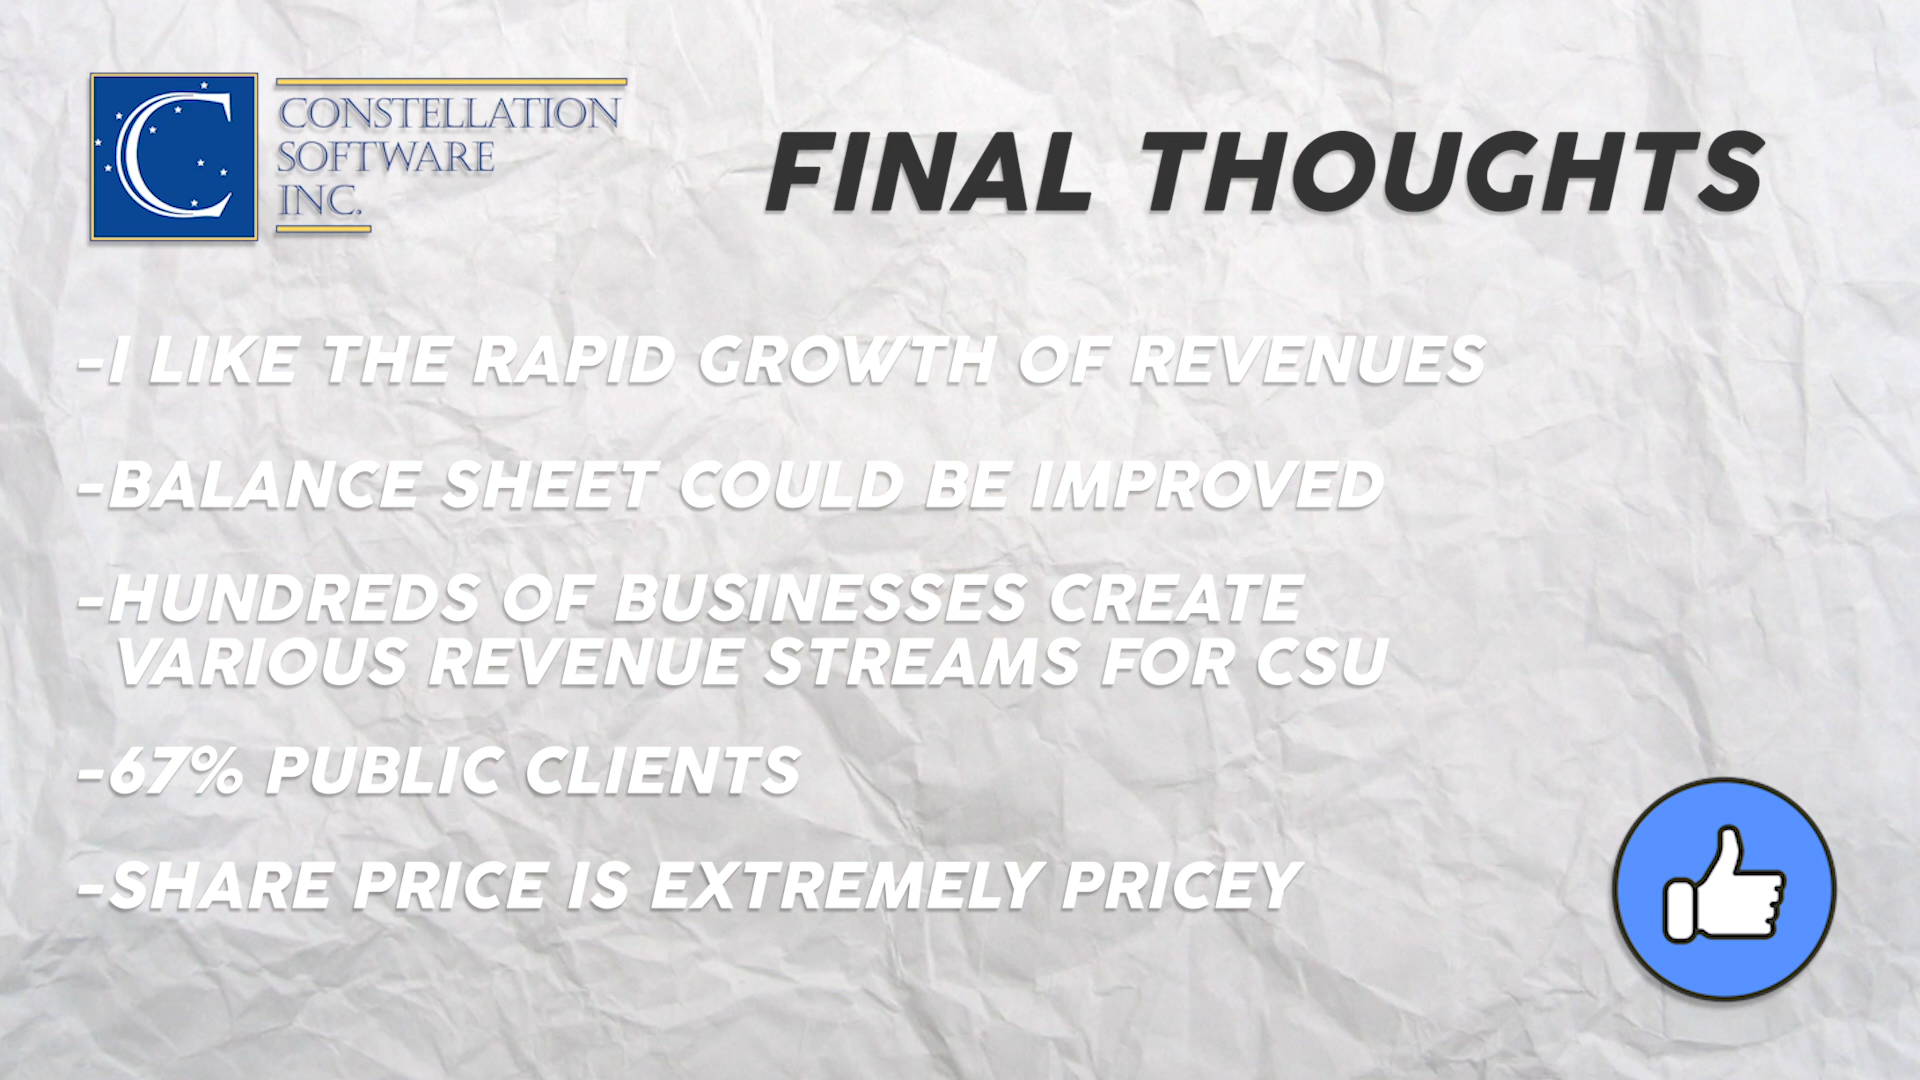 CONSTELLATION
SOFTWARE
INC.
FINAL THOUGHTS
-I LIKE THE RAPID GROWTH OF REVENUES
-BALANCE SHEET COULD BE IMPROVED
-HUNDREDS OF BUSINESSES CREATE
VARIOUS REVENUE STREAMS FOR CSU
-67% PUBLIC CLIENTS
-SHARE PRICE IS EXTREMELY PRICEY